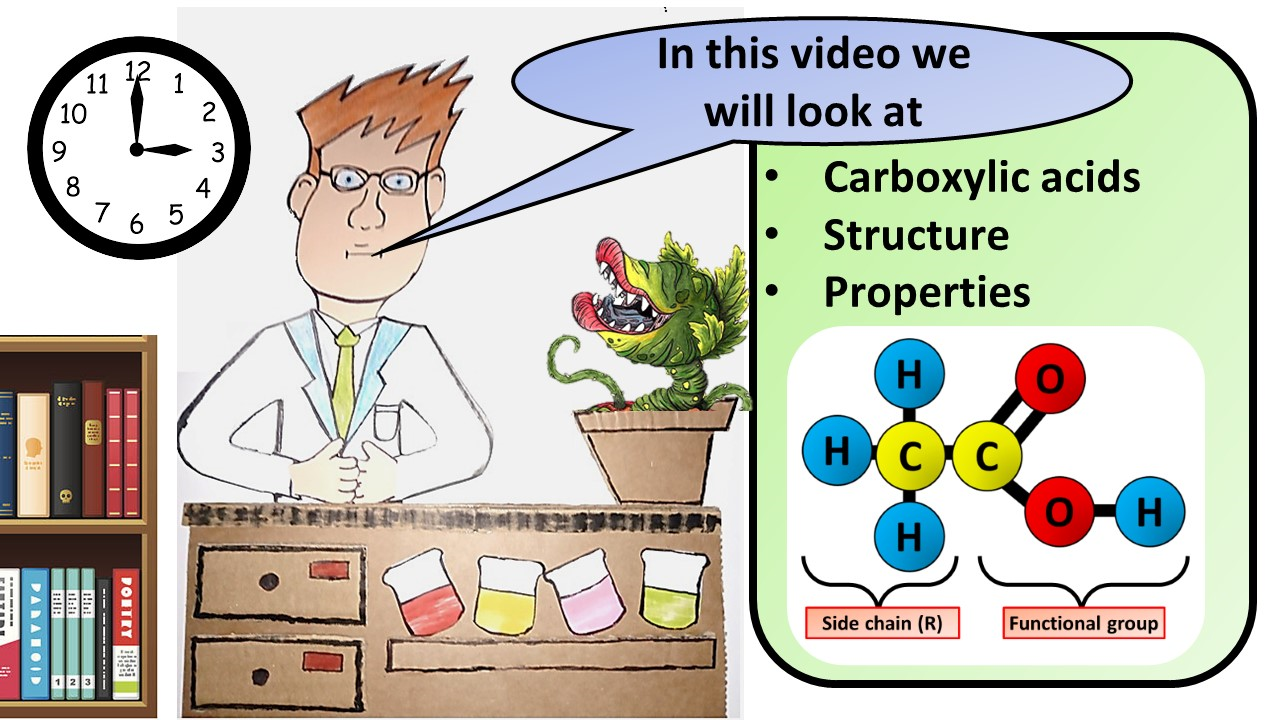 In this video we
will look at
• Carboxylic acids
• Structure
• Properties
12
11
1
10
2
9
3
8
4
7
5
6
H
O
H
C
C
O
H
H
Side chain (R)
Functional group
PARANOID
1 2 3
POETRY